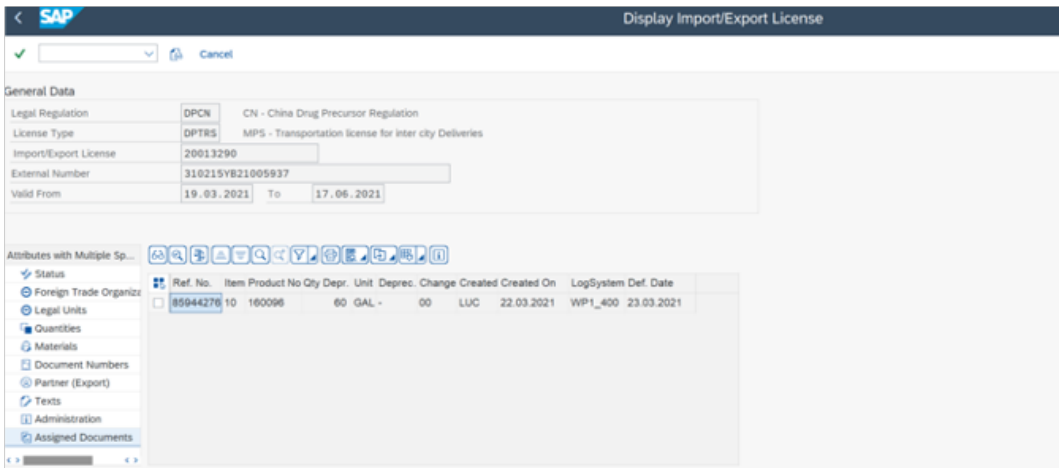 SAP
Display Import/Export License
Cancel
General Data
Legal Regulation DPCN CN - China Drug Precursor Regulation
License Type DPTRS MPS - Transportation license for inter city Deliveries
Import/Export License 20013290
External Number 310215YB21005937
Valid From 19.03.2021 To 17.06.2021
Attributes with Multiple Sp...
Status
Foreign Trade Organiza
Legal Units
Quantities
Materials
Document Numbers
Partner (Export)
Texts
Administration
Assigned Documents
Ref. No. Item Product No Qty Depr. Unit Deprec. Change Created Created On LogSystem Def. Date
85944276 10 160096 60 GAL - 00 LUC 22.03.2021 WP1_400 23.03.2021